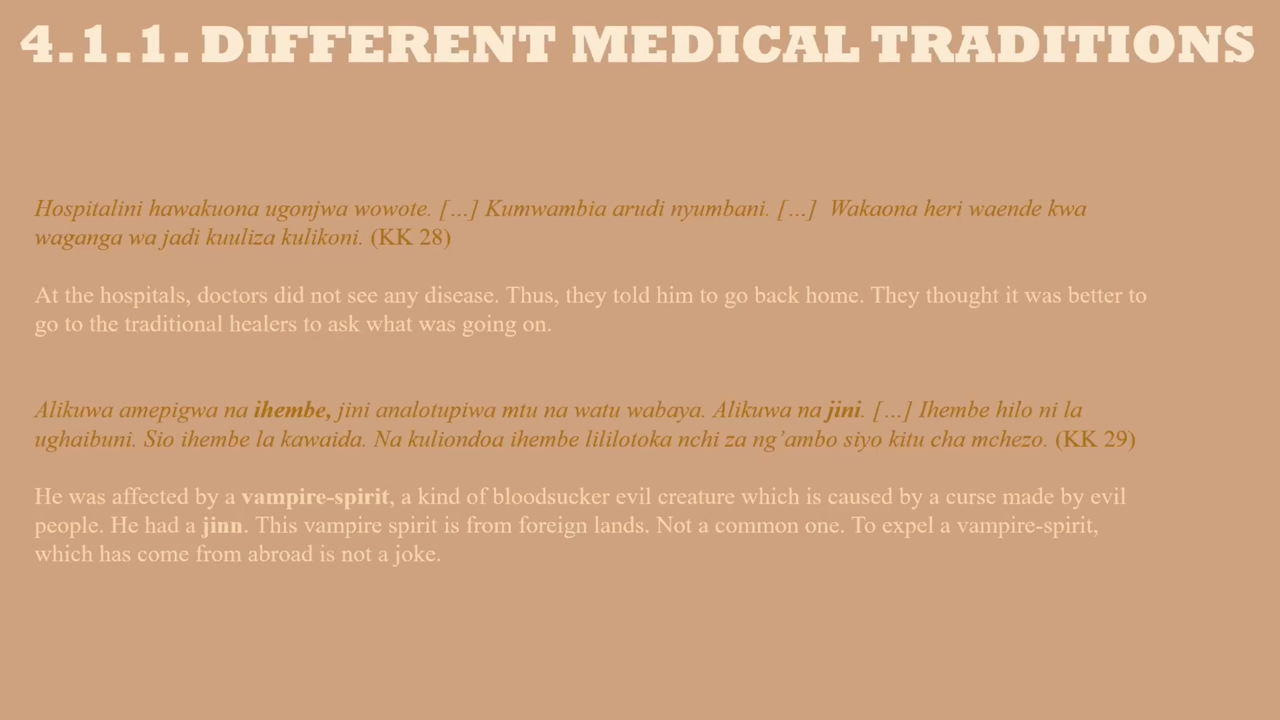 4.1.1. DIFFERENT MEDICAL TRADITIONS
Hospitalini hawakuona ugonjwa wowote. […] Kumwambia arudi nyumbani. […] Wakaona heri waende kwa
waganga wa jadi kuuliza kulikoni. (KK 28)
At the hospitals, doctors did not see any disease. Thus, they told him to go back home. They thought it was better to
go to the traditional healers to ask what was going on.
Alikuwa amepigwa na ihembe, jini analotupiwa mtu na watu wabaya. Alikuwa na jini. […] Ihembe hilo ni la
ughaibuni. Sio ihembe la kawaida. Na kuliondoa ihembe lililotoka nchi za ng’ambo siyo kitu cha mchezo. (KK 29)
He was affected by a vampire-spirit, a kind of bloodsucker evil creature which is caused by a curse made by evil
people. He had a jinn. This vampire spirit is from foreign lands. Not a common one. To expel a vampire-spirit,
which has come from abroad is not a joke.